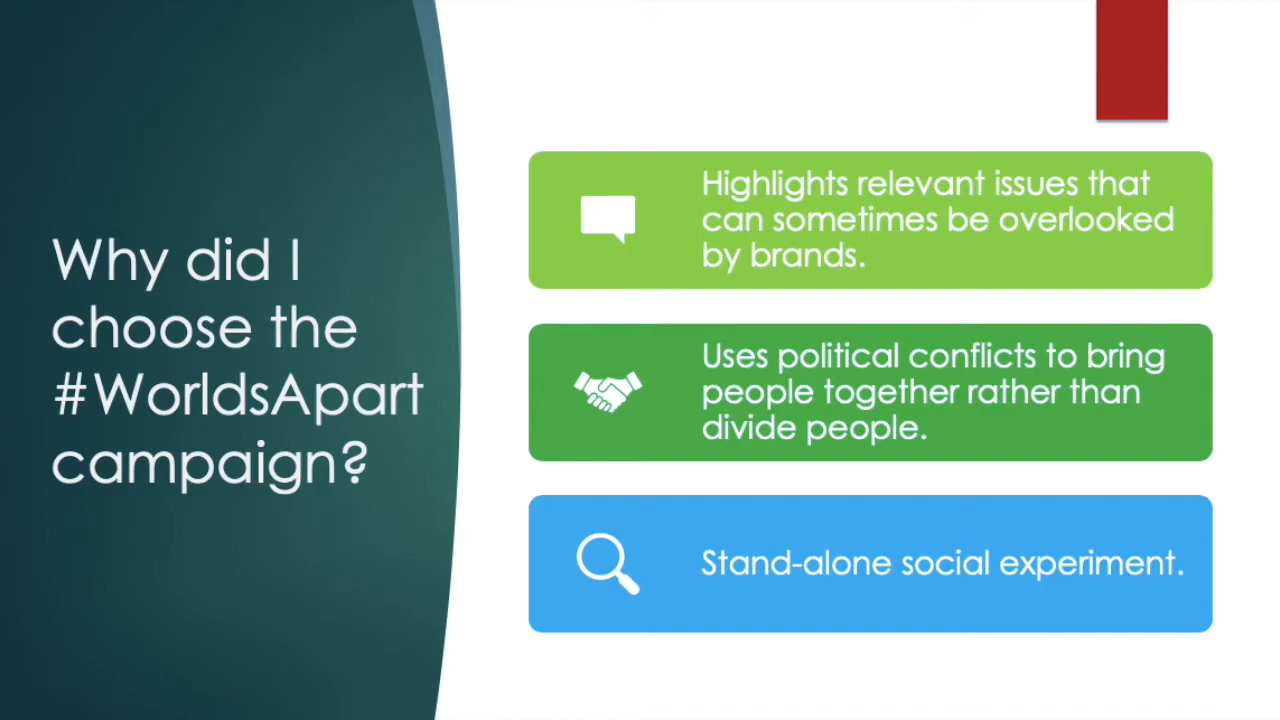 Why did I
choose the
#WorldsApart
campaign?
Highlights relevant issues that
can sometimes be overlooked
by brands.
Uses political conflicts to bring
people together rather than
divide people.
Stand-alone social experiment.